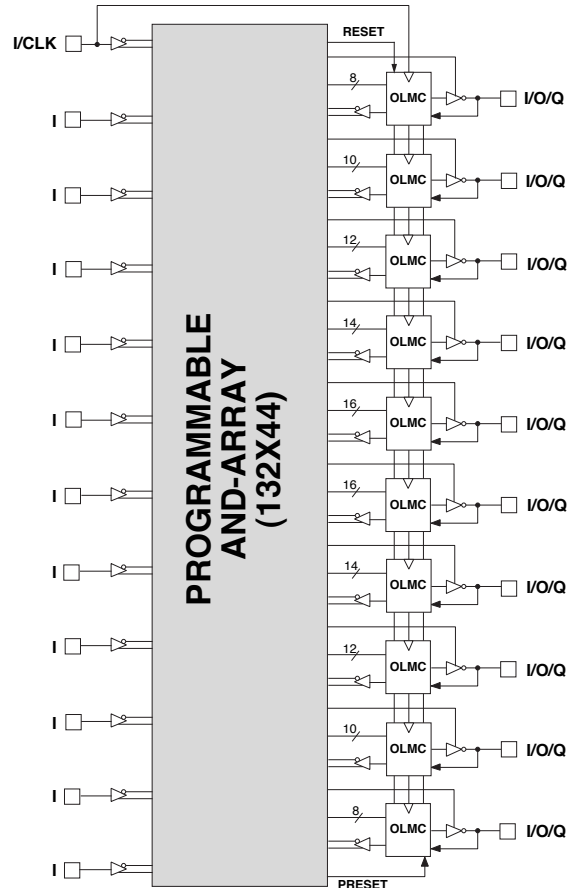 RESET
I/CLK
8
OLMC
I/O/Q
I
10
OLMC
I/O/Q
I
12
OLMC
I/O/Q
I
14
OLMC
I/O/Q
I
16
OLMC
I/O/Q
I
PROGRAMMABLE
AND-ARRAY
(132X44)
16
OLMC
I/O/Q
I
14
OLMC
I/O/Q
I
12
OLMC
I/O/Q
I
10
OLMC
I/O/Q
I
8
OLMC
I/O/Q
I
I
PRESET